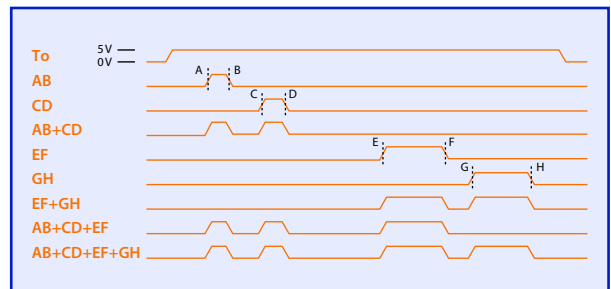 To 5V
0V
A B
AB
C D
CD
AB+CD
E F
EF
G H
GH
EF+GH
AB+CD+EF
AB+CD+EF+GH